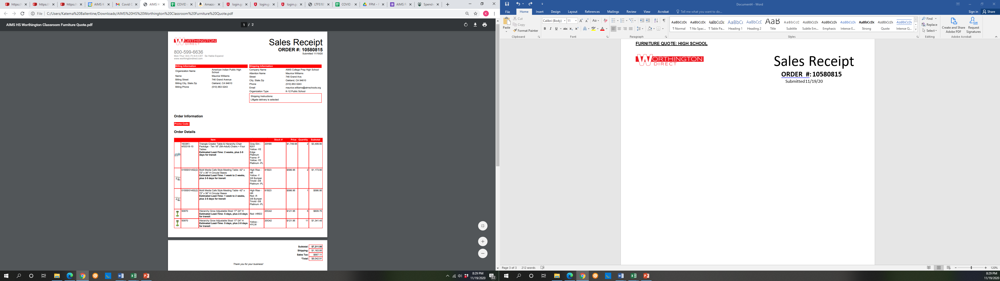 https:// × https:// × https:// × AIMS K × Covid C × AIMS H × COVID × Amazo × login.gc × login.gc × login.gc × LTFS18 × COVID × FPM - F × AIMS F × Spend × +
File | C:/Users/Katema%20Ballentine/Downloads/AIMS%20HS%20Worthington%20Classroom%20Furniture%20Quote.pdf
K
AIMS HS Worthington Classroom Furniture Quote.pdf
1 / 2
WORTHINGTON
DIRECT
800-599-6636
Mon-Thur: 8-6 | Fri 8-5 CST · Se Habla Espanol
www.worthingtondirect.com
Sales Receipt
ORDER #: 10580815
Submitted 11/19/20
Billing Information
Organization Name American Indian Public High School
Name Maurice Williams
Billing Street 746 Grand Avenue
Billing City, State Zip Oakland, CA 94610
Billing Phone (510) 853 0243
Shipping Information
Company Name AIMS College Prep High School
Attention Name Maurice Williams
Street 746 Grand Ave.
City, State Zip Oakland, CA 94610
Phone (510) 853 0243
Email maurice.williams@aimschools.org
Organization Type K-12 Public School
Shipping Instructions:
Liftgate delivery is selected
Order Information
Promo Code:
Order Details
Item Stock # Price Quantity Subtotal
1633K1-4/53318-10 Triangle Creator Table & Hierarchy Chair Package - Ten 18" (5th-Adult) Chairs + Four Tables
Estimated Lead-Time: 2 weeks, plus 2-5 days for transit
Gray Elm -8201
Yellow -YE
Edge
Platinum
Frame -P
Yellow -YE
Platinum -PL
20H99 $1,749.95 2 $3,499.90
01555/01452(2) Multi Media Cafe Style Meeting Table- 42" x 72" x 36" H Circular Bases
Estimated Lead-Time: 1 week to 2 weeks, plus 2-5 days for transit
High Rise -HR
Yellow -Y
3/8 Bumper
Tmold -3/8
Platinum -PL
81B23 $586.95 2 $1,173.90
01555/01452(2) Multi Media Cafe Style Meeting Table- 42" x 72" x 36" H Circular Bases
Estimated Lead-Time: 1 week to 2 weeks, plus 2-5 days for transit
High Rise -HR
Red -R
3/8 Bumper
Tmold -3/8
Platinum -PL
81B23 $586.95 1 $586.95
50970 Hierarchy Grow Adjustable Stool 17"-24" H
Estimated Lead-Time: 5 days, plus 2-5 days for transit
Red -HRED
20G42 $121.95 5 $609.75
50970 Hierarchy Grow Adjustable Stool 17"-24" H
Estimated Lead-Time: 5 days, plus 2-5 days for transit
Yellow -HYLW
20G42 $121.95 11 $1,341.45
Subtotal: $7,211.95
Shipping: $1,163.85
Sales Tax: $667.11
*Total: $9,042.91
Thank you for your business!
8:29 PM
11/19/2020
22
Document4 - Word
File Home Insert Design Layout References Mailings Review View Acrobat Tell me what you want to do... Sign in Share
Paste
Cut
Copy
Format Painter
Clipboard
Calibri (Body) 11
Font
Paragraph
AaBbCcDc AaBbCcDc AaBbCcDc AaBbC AaBbCcC AaB AaBbCcC AaBbCcDc AaBbCcDc AaBbCcDc AaBbCcDc AaBbCcDc AaBbCcDc
¶ Normal ¶ No Spac... ¶ Table Pa... Heading 1 Heading 2 Title Subtitle Subtle Em... Emphasis Intense E... Strong Quote Intense Q...
Styles
Find
Replace
Select
Editing
Create and Share Adobe PDF
Request Signatures
Adobe Acrobat
FURNITURE QUOTE: HIGH SCHOOL
WORTHINGTON
DIRECT
Sales Receipt
ORDER #: 10580815
Submitted 11/19/20
Page 3 of 3 212 words
120%
8:29 PM
11/19/2020